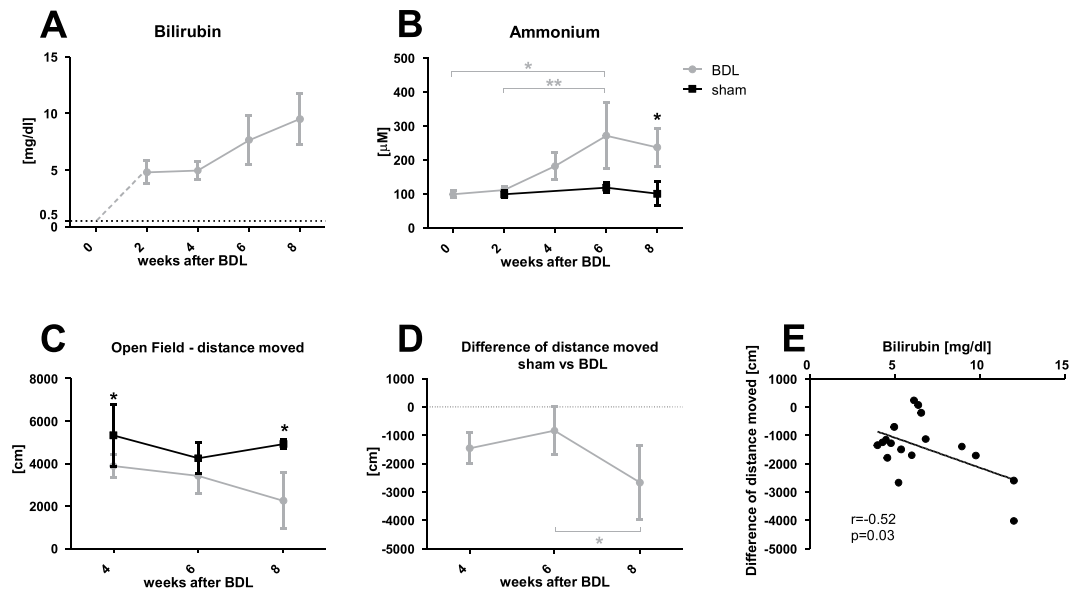 A
Bilirubin
15
10
5
0.5
0
[mg/dl]
0
2
4
6
8
weeks after BDL
B
Ammonium
500
400
300
200
100
0
[µM]
*
**
*
0
2
4
6
8
weeks after BDL
BDL
sham
C
Open Field - distance moved
8000
6000
4000
2000
0
[cm]
*
*
4
6
8
weeks after BDL
D
Difference of distance moved
sham vs BDL
1000
0
-1000
-2000
-3000
-4000
-5000
[cm]
*
4
6
8
weeks after BDL
E
Bilirubin [mg/dl]
0
5
10
15
1000
0
-1000
-2000
-3000
-4000
-5000
Difference of distance moved [cm]
r=-0.52
p=0.03